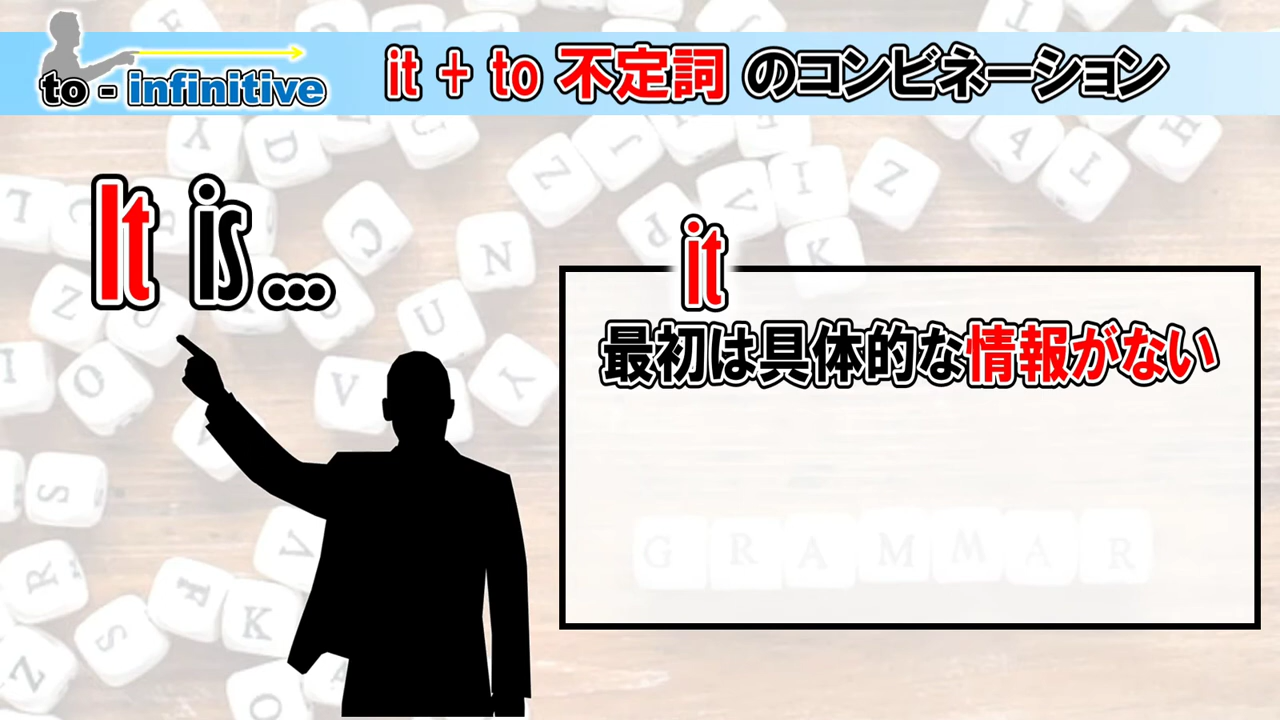 to - infinitive
it + to 不定詞 のコンビネーション
It is...
it
最初は具体的な情報がない
GRAMMAR